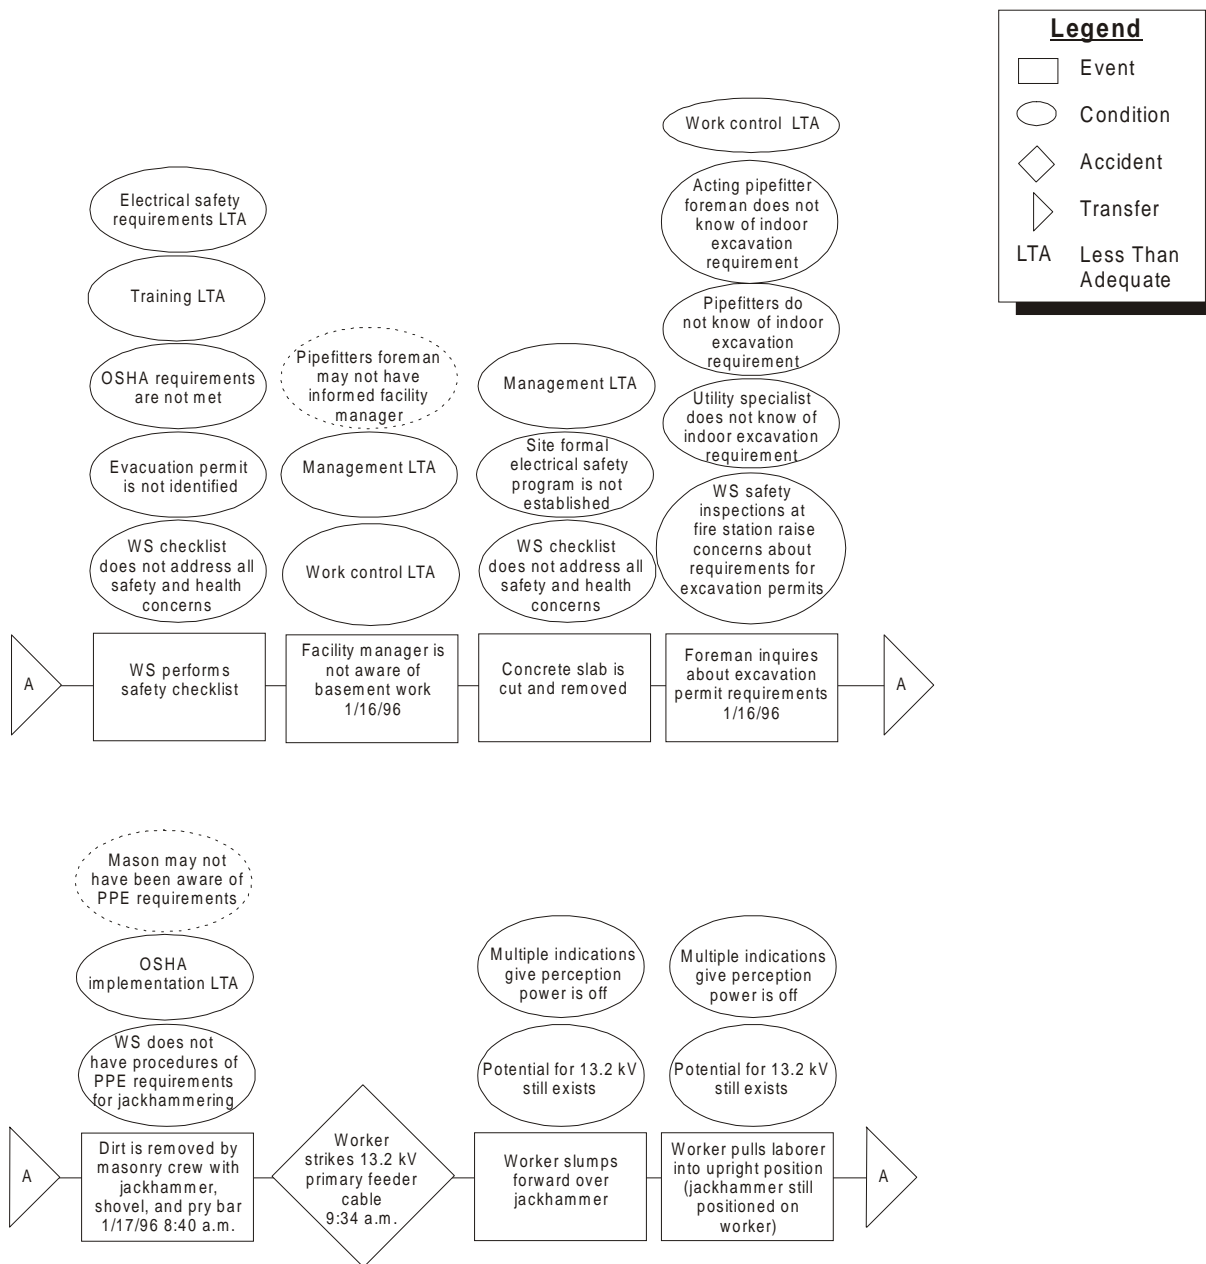 Legend
Event
Condition
Accident
Transfer
LTA Less Than
Adequate
Electrical safety
requirements LTA
Training LTA
OSHA requirements
are not met
Evacuation permit
is not identified
WS checklist
does not address all
safety and health
concerns
Pipefitters foreman
may not have
informed facility
manager
Management LTA
Work control LTA
Management LTA
Site formal
electrical safety
program is not
established
WS checklist
does not address all
safety and health
concerns
Work control LTA
Acting pipefitter
foreman does not
know of indoor
excavation
requirement
Pipefitters do
not know of indoor
excavation
requirement
Utility specialist
does not know of
indoor excavation
requirement
WS safety
inspections at
fire station raise
concerns about
requirements for
excavation permits
A
WS performs
safety checklist
Facility manager is
not aware of
basement work
1/16/96
Concrete slab is
cut and removed
Foreman inquires
about excavation
permit requirements
1/16/96
A
Mason may not
have been aware of
PPE requirements
OSHA
implementation LTA
WS does not
have procedures of
PPE requirements
for jackhammering
Multiple indications
give perception
power is off
Potential for 13.2 kV
still exists
Multiple indications
give perception
power is off
Potential for 13.2 kV
still exists
A
Dirt is removed by
masonry crew with
jackhammer,
shovel, and pry bar
1/17/96 8:40 a.m.
Worker
strikes 13.2 kV
primary feeder
cable
9:34 a.m.
Worker slumps
forward over
jackhammer
Worker pulls laborer
into upright position
(jackhammer still
positioned on
worker)
A